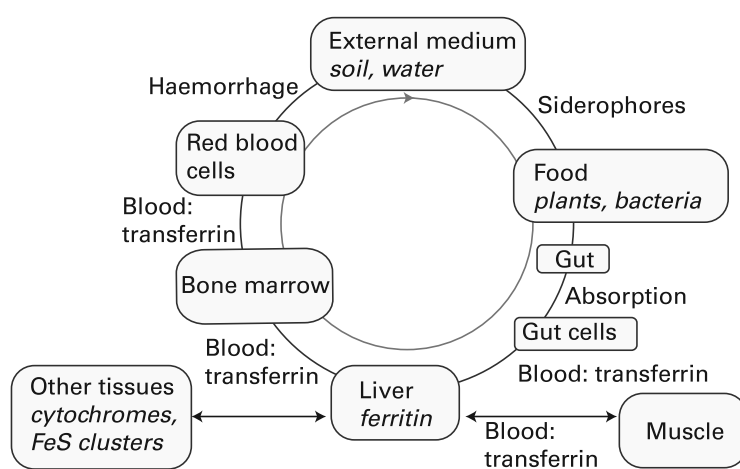 External medium
soil, water
Haemorrhage
Siderophores
Red blood
cells
Food
plants, bacteria
Blood:
transferrin
Gut
Bone marrow
Absorption
Gut cells
Blood:
transferrin
Blood: transferrin
Other tissues
cytochromes,
FeS clusters
Liver
ferritin
Blood:
transferrin
Muscle